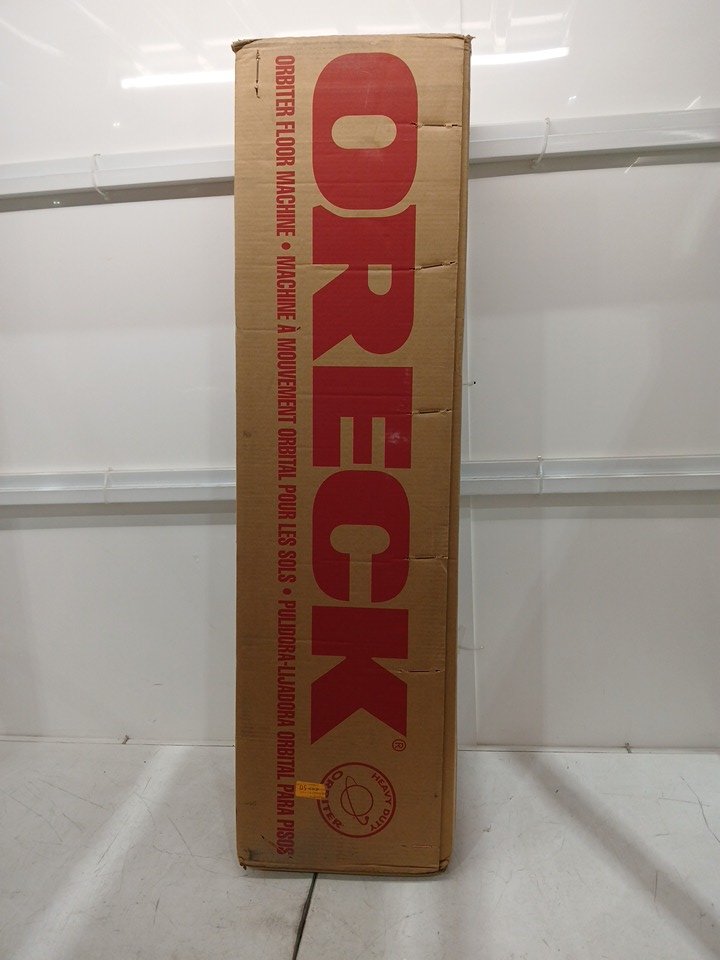 ORECK®
ORBITER FLOOR MACHINE • MACHINE À MOUVEMENT ORBITAL POUR LES SOLS • PULIDORA-LIJADORA ORBITAL PARA PISOS
HEAVY DUTY
ORBITER